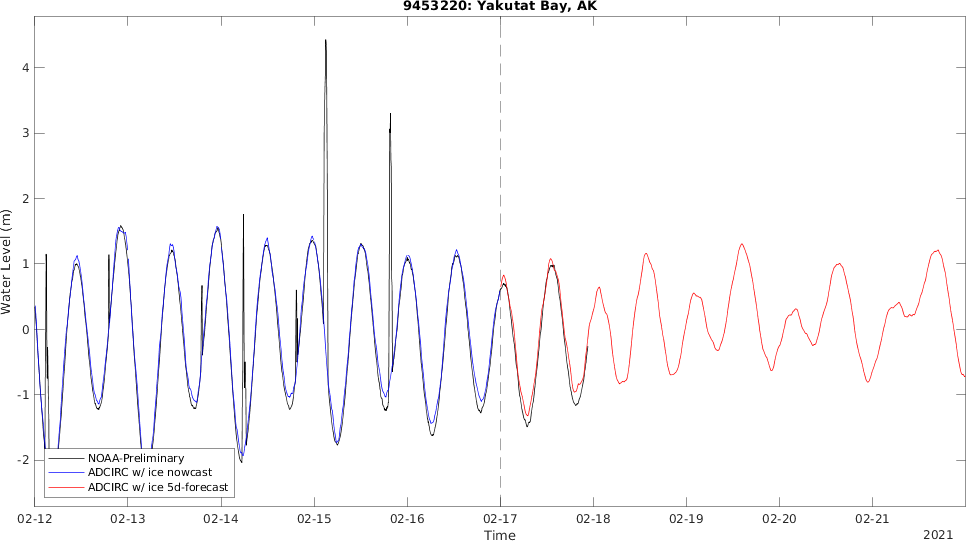 9453220: Yakutat Bay, AK
Water Level (m)
4
3
2
1
0
-1
-2
NOAA-Preliminary
ADCIRC w/ ice nowcast
ADCIRC w/ ice 5d-forecast
02-12 02-13 02-14 02-15 02-16 02-17 02-18 02-19 02-20 02-21
Time
2021